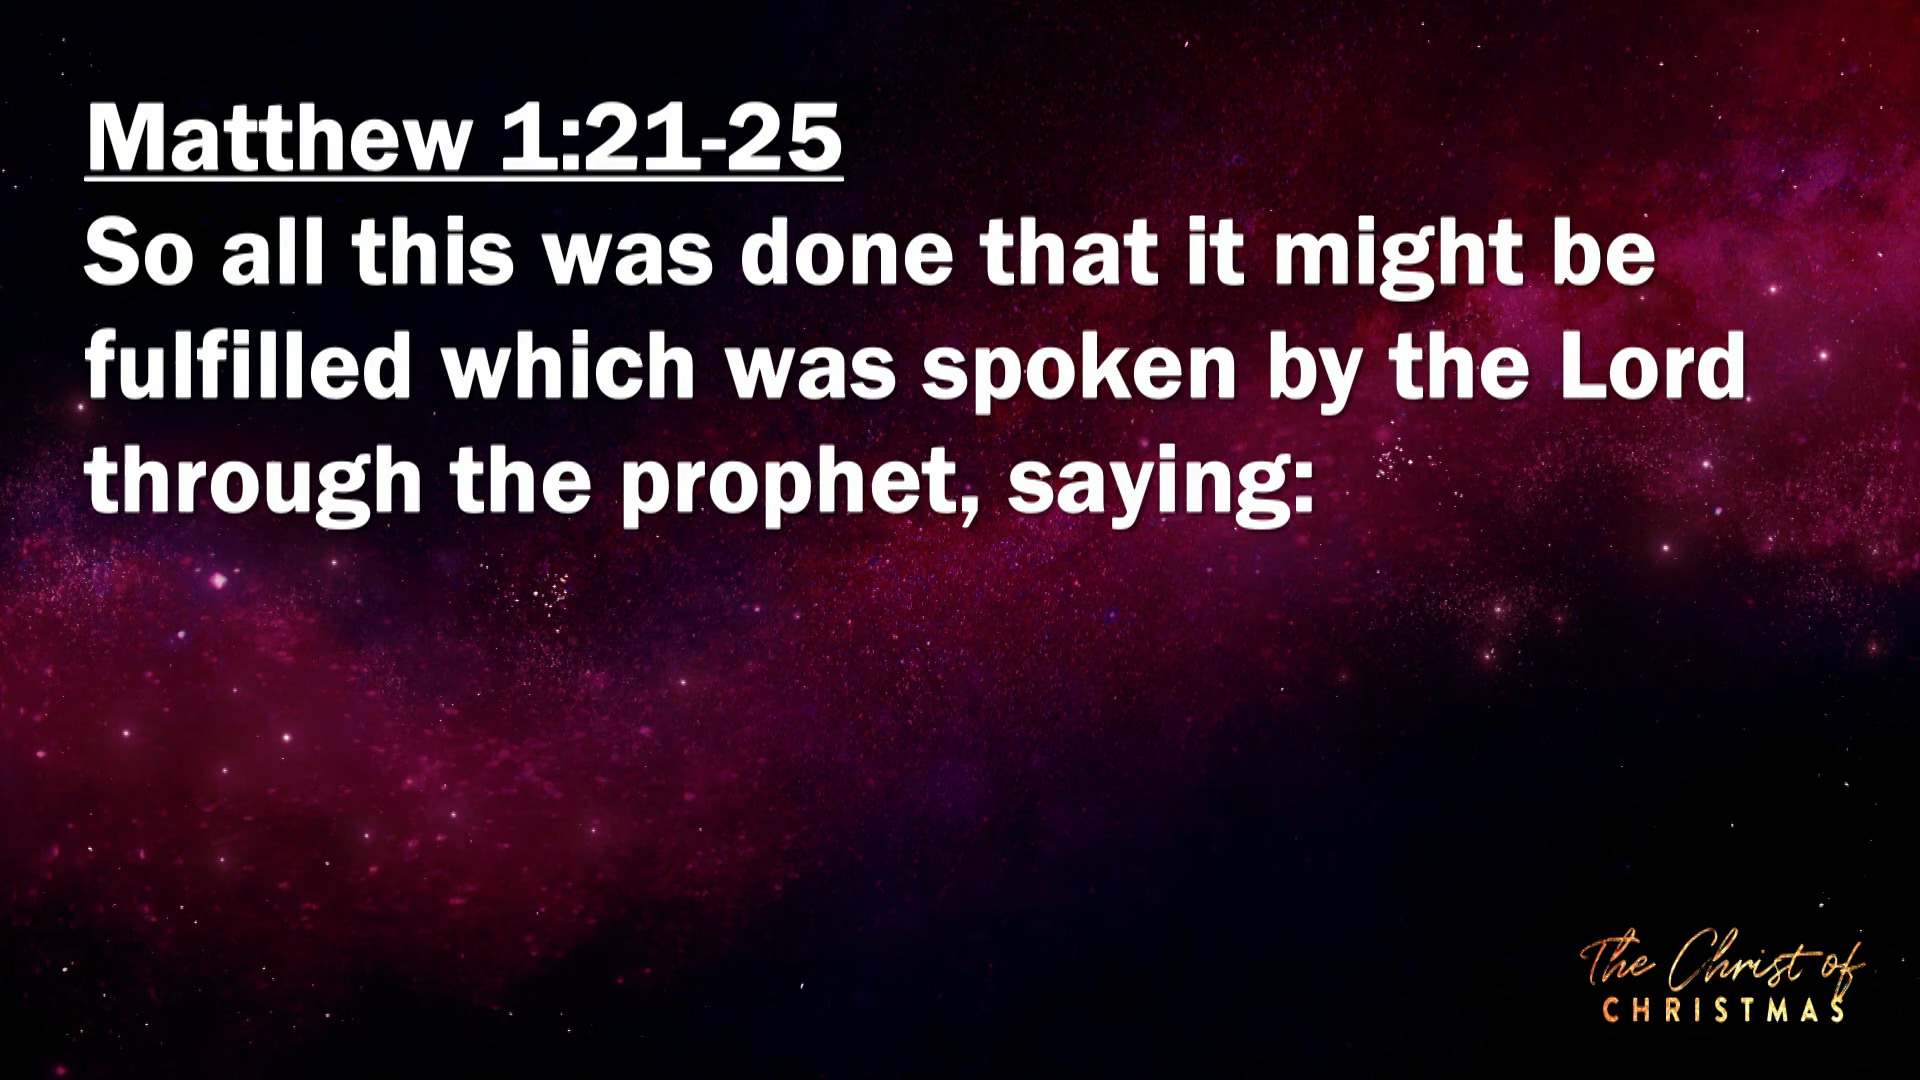 Matthew 1:21-25
So all this was done that it might be
fulfilled which was spoken by the Lord
through the prophet, saying:
The Christ of
CHRISTMAS